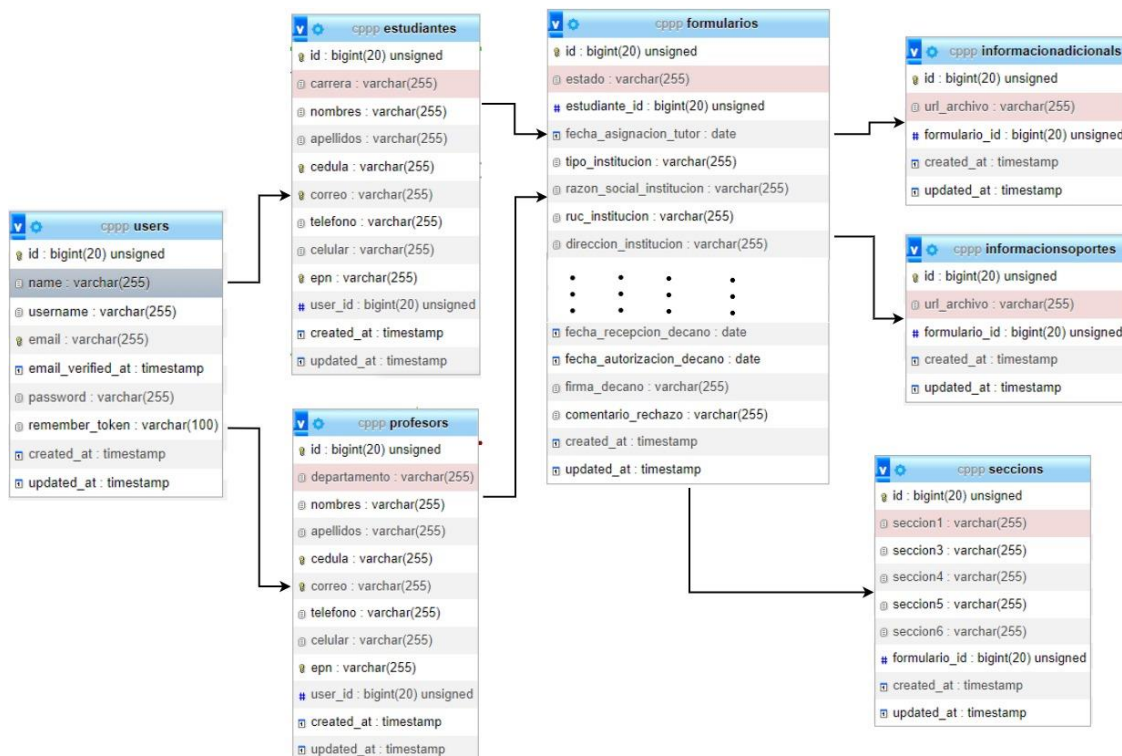 cppp users
id : bigint(20) unsigned
name : varchar(255)
username : varchar(255)
email : varchar(255)
email_verified_at : timestamp
password : varchar(255)
remember_token : varchar(100)
created_at : timestamp
updated_at : timestamp
cppp estudiantes
id : bigint(20) unsigned
carrera : varchar(255)
nombres : varchar(255)
apellidos : varchar(255)
cedula : varchar(255)
correo : varchar(255)
telefono : varchar(255)
celular : varchar(255)
epn : varchar(255)
user_id : bigint(20) unsigned
created_at : timestamp
updated_at : timestamp
cppp profesors
id : bigint(20) unsigned
departamento : varchar(255)
nombres : varchar(255)
apellidos : varchar(255)
cedula : varchar(255)
correo : varchar(255)
telefono : varchar(255)
celular : varchar(255)
epn : varchar(255)
user_id : bigint(20) unsigned
created_at : timestamp
updated_at : timestamp
cppp formularios
id : bigint(20) unsigned
estado : varchar(255)
estudiante_id : bigint(20) unsigned
fecha_asignacion_tutor : date
tipo_institucion : varchar(255)
razon_social_institucion : varchar(255)
ruc_institucion : varchar(255)
direccion_institucion : varchar(255)
fecha_recepcion_decano : date
fecha_autorizacion_decano : date
firma_decano : varchar(255)
comentario_rechazo : varchar(255)
created_at : timestamp
updated_at : timestamp
cppp informacionadicionals
id : bigint(20) unsigned
url_archivo : varchar(255)
formulario_id : bigint(20) unsigned
created_at : timestamp
updated_at : timestamp
cppp informacionsoportes
id : bigint(20) unsigned
url_archivo : varchar(255)
formulario_id : bigint(20) unsigned
created_at : timestamp
updated_at : timestamp
cppp seccions
id : bigint(20) unsigned
seccion1 : varchar(255)
seccion3 : varchar(255)
seccion4 : varchar(255)
seccion5 : varchar(255)
seccion6 : varchar(255)
formulario_id : bigint(20) unsigned
created_at : timestamp
updated_at : timestamp